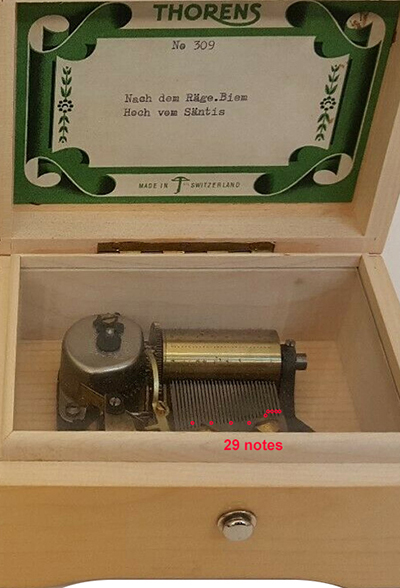 THORENS
No 309
Nach dem Räge.Biem
Hoch vom Säntis
MADE IN SWITZERLAND
29 notes